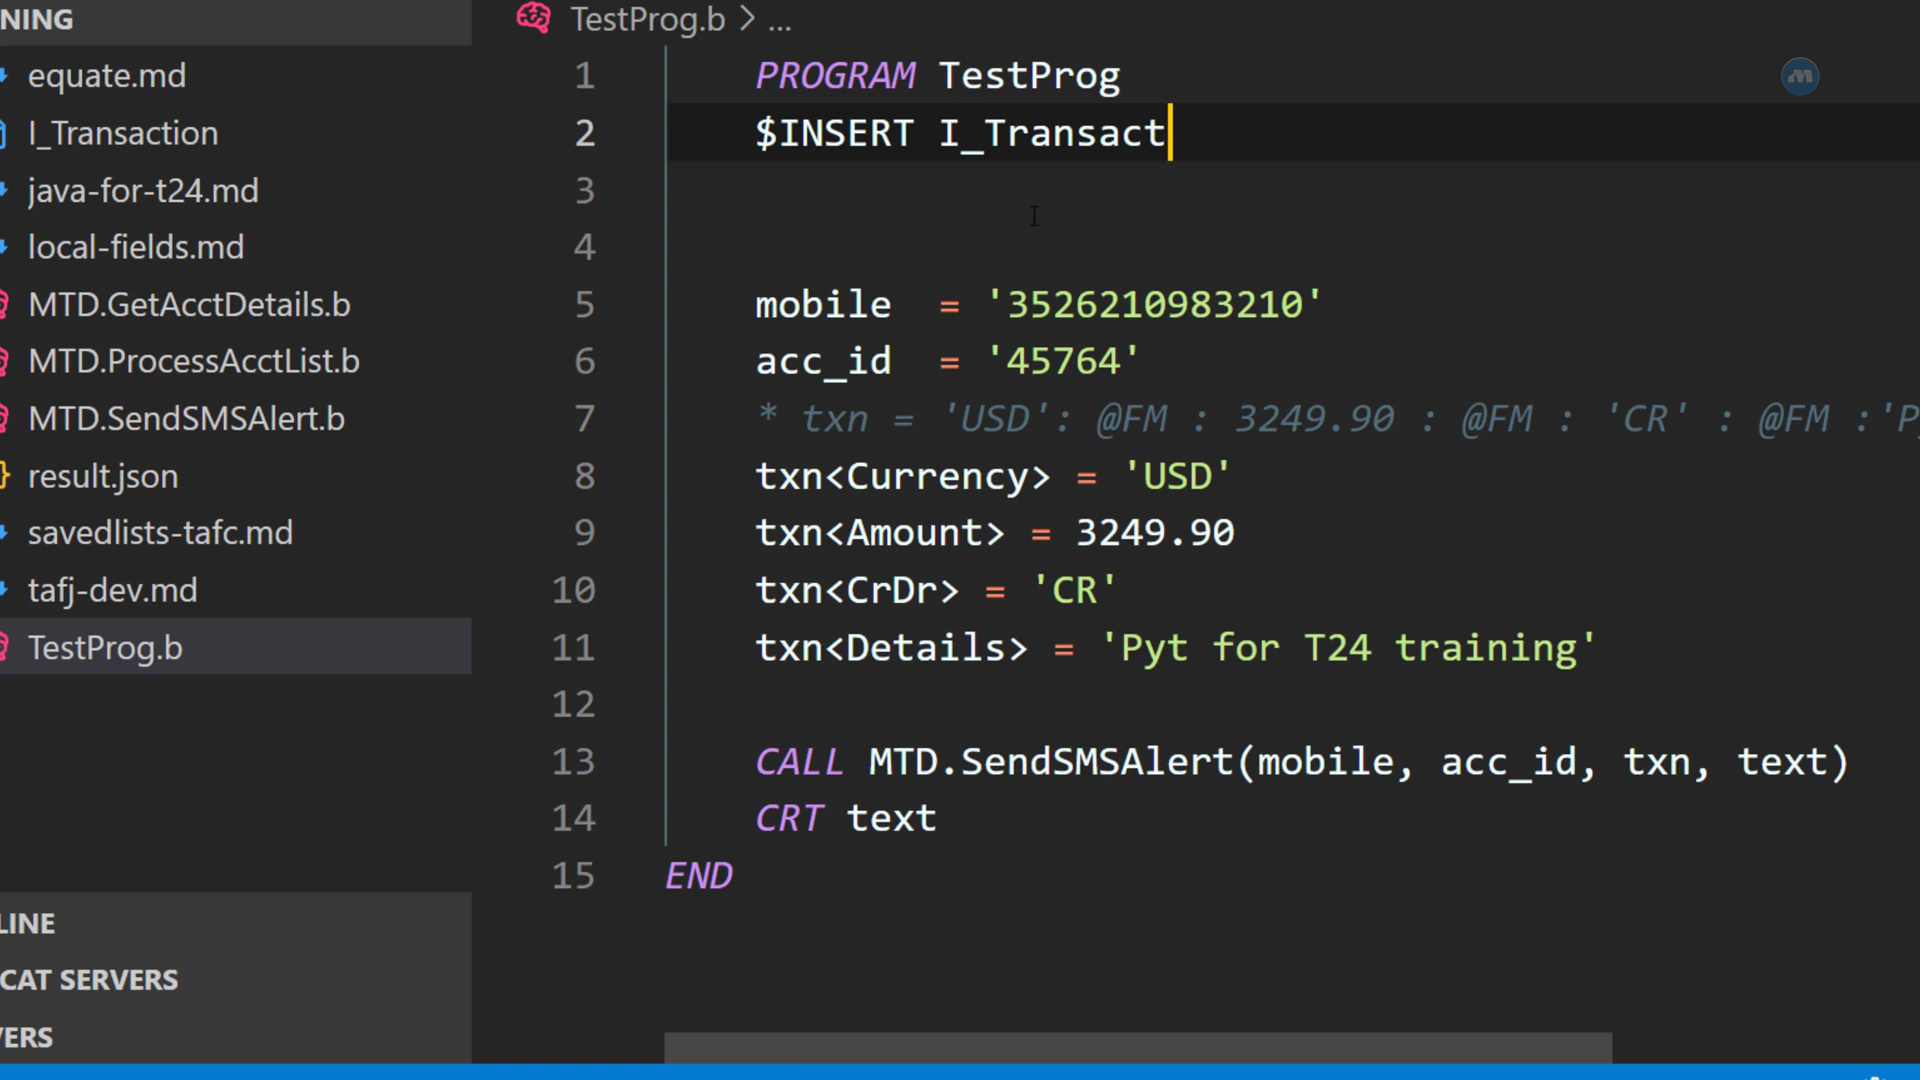 NING
equate.md
I_Transaction
java-for-t24.md
local-fields.md
MTD.GetAcctDetails.b
MTD.ProcessAcctList.b
MTD.SendSMSAlert.b
result.json
savedlists-tafc.md
tafj-dev.md
TestProg.b
LINE
CAT SERVERS
VERS
TestProg.b > ...
1 PROGRAM TestProg
2 $INSERT I_Transact
3
4
5 mobile = '3526210983210'
6 acc_id = '45764'
7 * txn = 'USD': @FM : 3249.90 : @FM : 'CR' : @FM :'P
8 txn<Currency> = 'USD'
9 txn<Amount> = 3249.90
10 txn<CrDr> = 'CR'
11 txn<Details> = 'Pyt for T24 training'
12
13 CALL MTD.SendSMSAlert(mobile, acc_id, txn, text)
14 CRT text
15 END